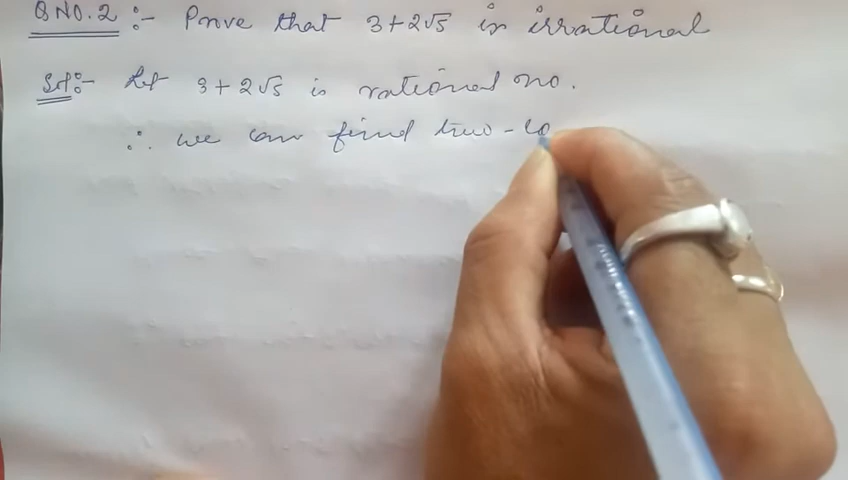 Q NO. 2 :- Prove that 3+2√5 is irrational
Sol:- Let 3+2√5 is rational no.
∴ we can find two - co